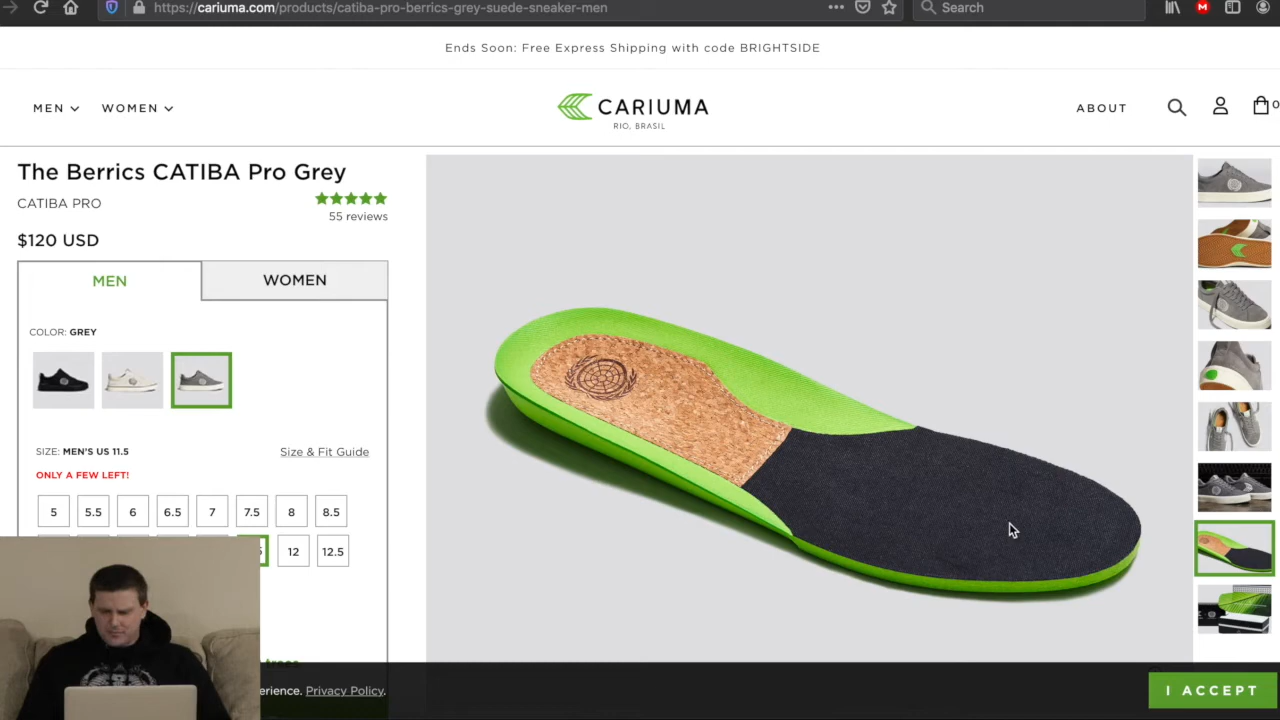 https://cariuma.com/products/catiba-pro-berrics-grey-suede-sneaker-men
Search
Ends Soon: Free Express Shipping with code BRIGHTSIDE
MEN
WOMEN
CARIUMA
RIO, BRASIL
ABOUT
0
The Berrics CATIBA Pro Grey
CATIBA PRO
55 reviews
$120 USD
MEN
WOMEN
COLOR: GREY
SIZE: MEN'S US 11.5
Size & Fit Guide
ONLY A FEW LEFT!
5 5.5 6 6.5 7 7.5 8 8.5
12 12.5
trees
erience. Privacy Policy.
I ACCEPT